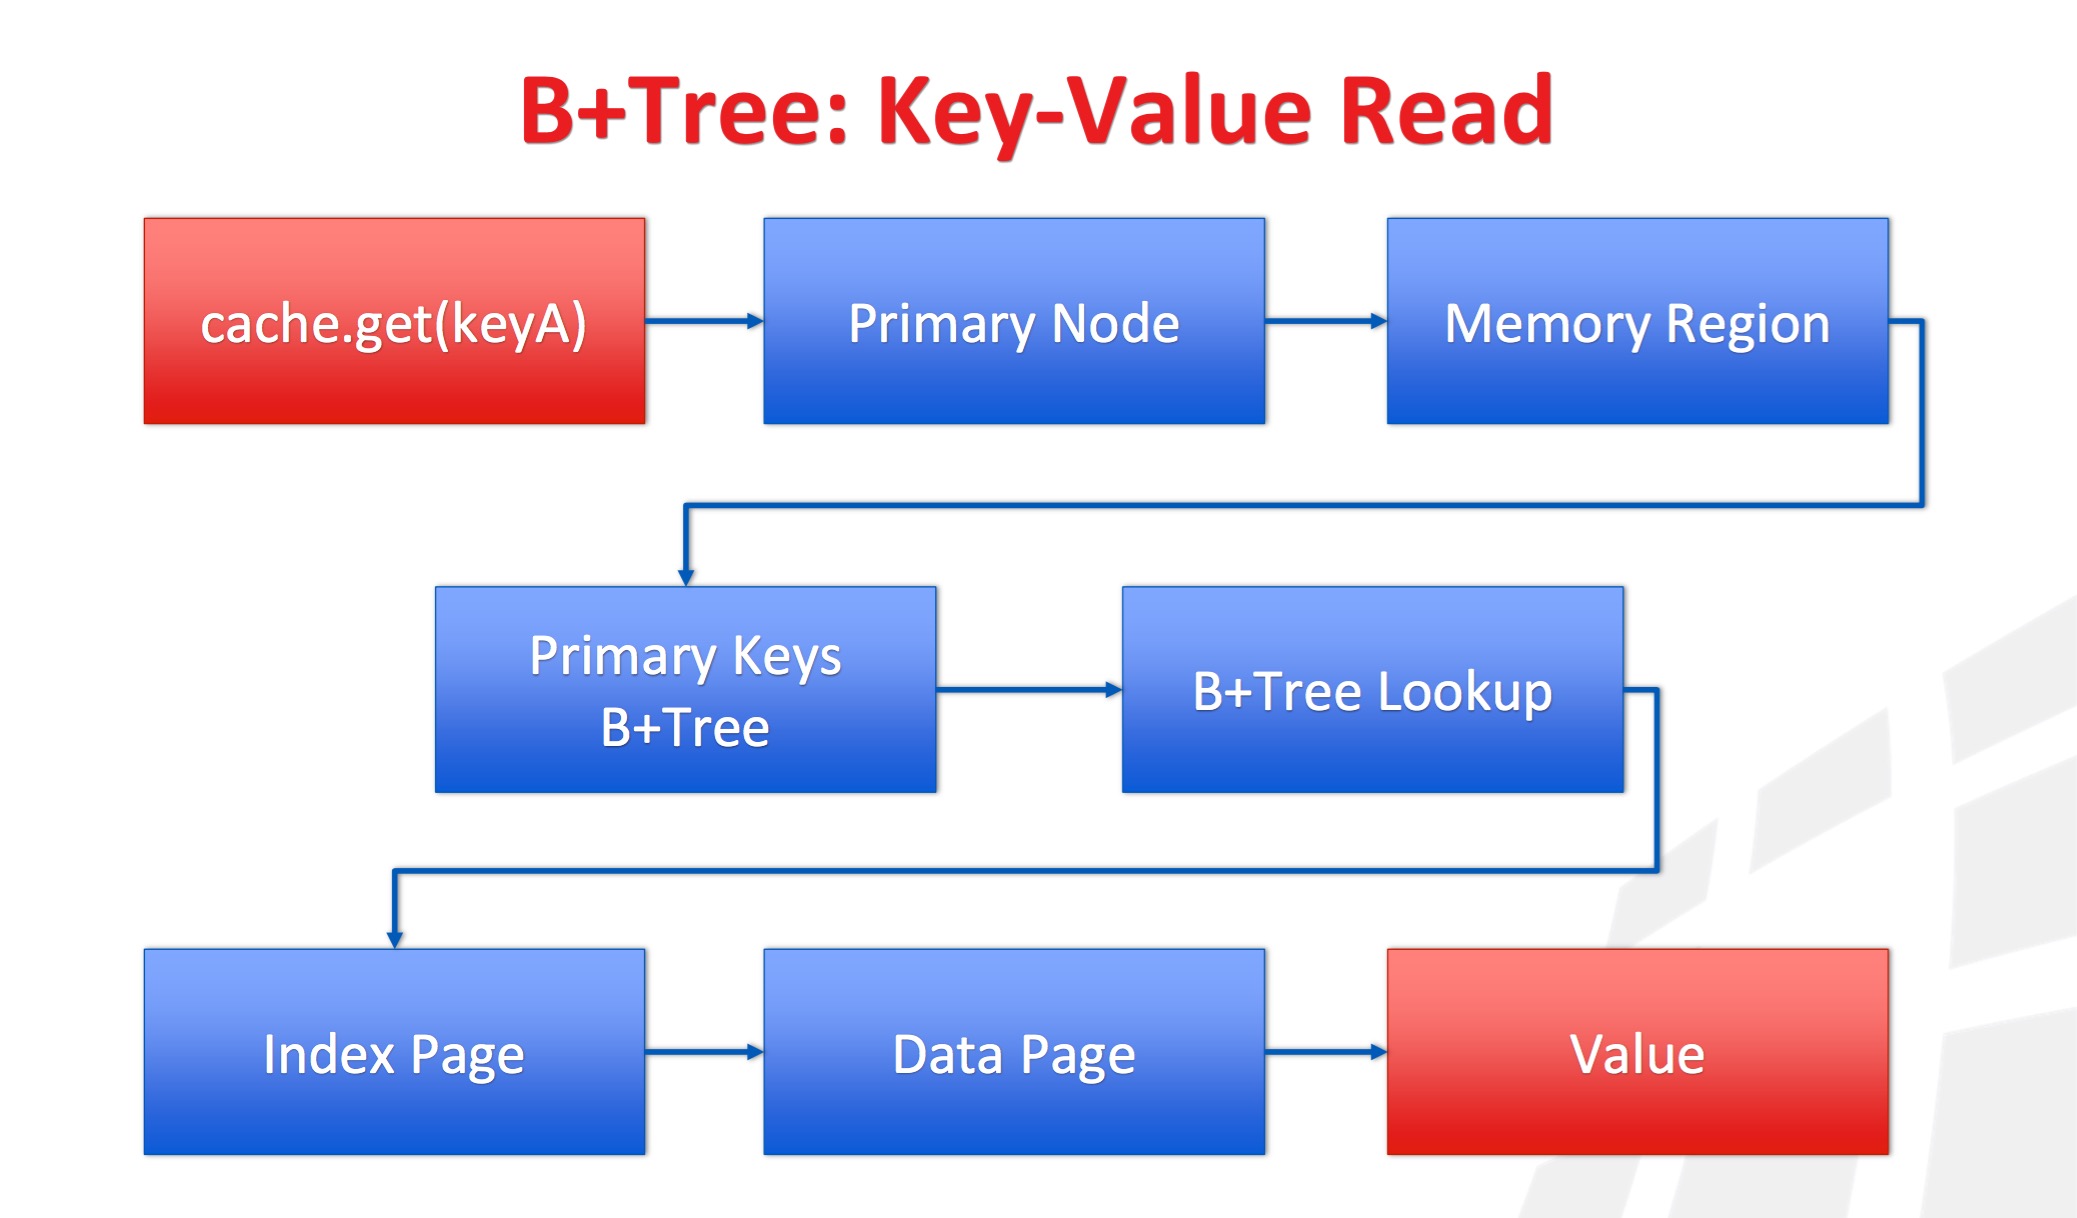 B+Tree: Key-Value Read
cache.get(keyA)
Primary Node
Memory Region
Primary Keys
B+Tree
B+Tree Lookup
Index Page
Data Page
Value